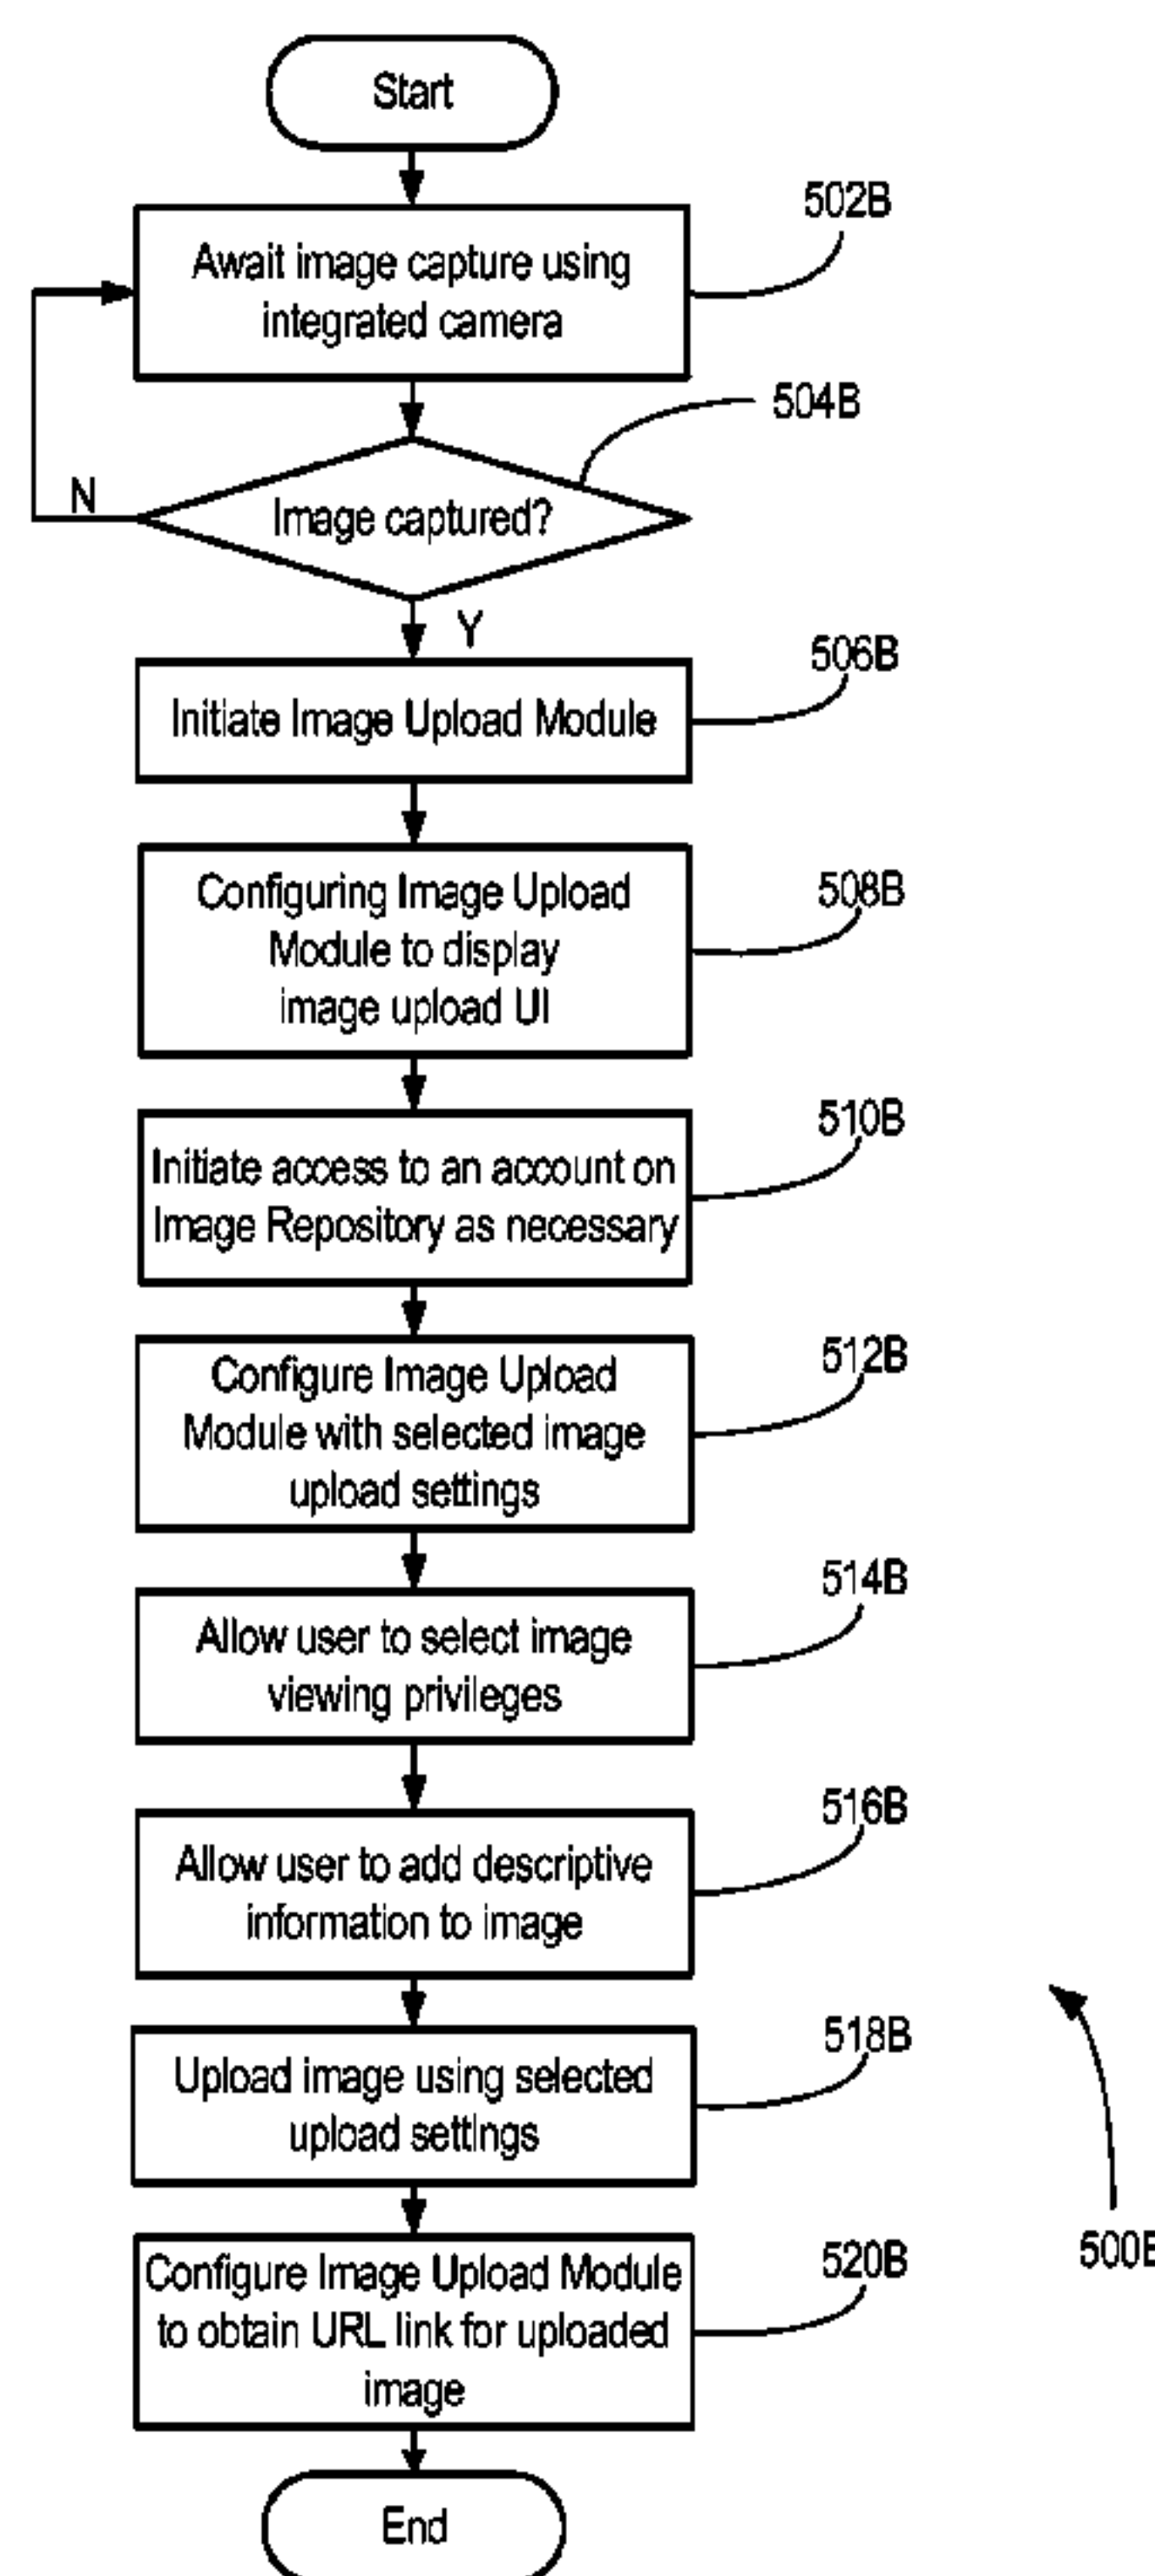 Start
502B
Await image capture using
integrated camera
504B
N
Image captured?
Y
506B
Initiate Image Upload Module
508B
Configuring Image Upload
Module to display
image upload UI
510B
Initiate access to an account on
Image Repository as necessary
512B
Configure Image Upload
Module with selected image
upload settings
514B
Allow user to select image
viewing privileges
516B
Allow user to add descriptive
information to image
518B
Upload image using selected
upload settings
500B
520B
Configure Image Upload Module
to obtain URL link for uploaded
image
End